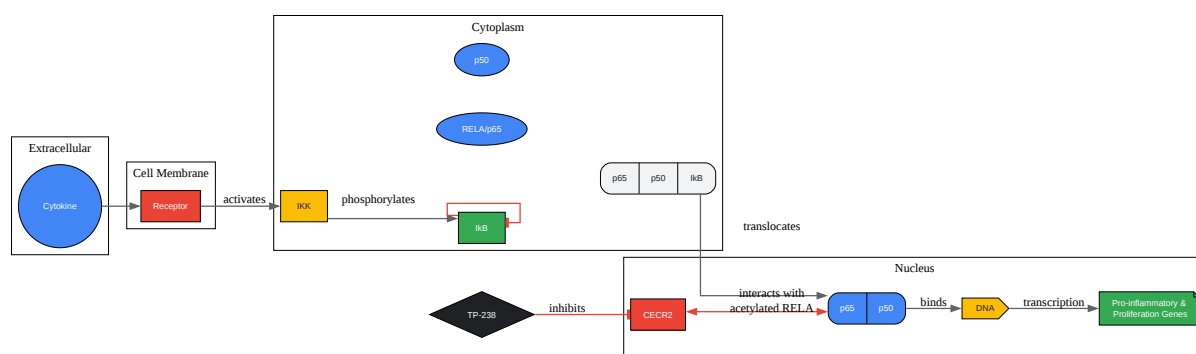 Cytoplasm
p50
RELA/p65
Extracellular
Cytokine
Cell Membrane
Receptor
activates
IKK
phosphorylates
IkB
p65 p50 IkB
translocates
Nucleus
TP-238
inhibits
CECR2
interacts with
acetylated RELA
p65 p50
binds
DNA
transcription
Pro-inflammatory &
Proliferation Genes